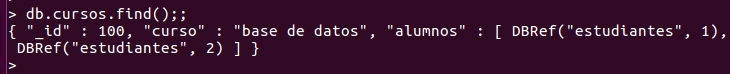 > db.cursos.find();;
{ "_id" : 100, "curso" : "base de datos", "alumnos" : [ DBRef("estudiantes", 1),
 DBRef("estudiantes", 2) ] }
>